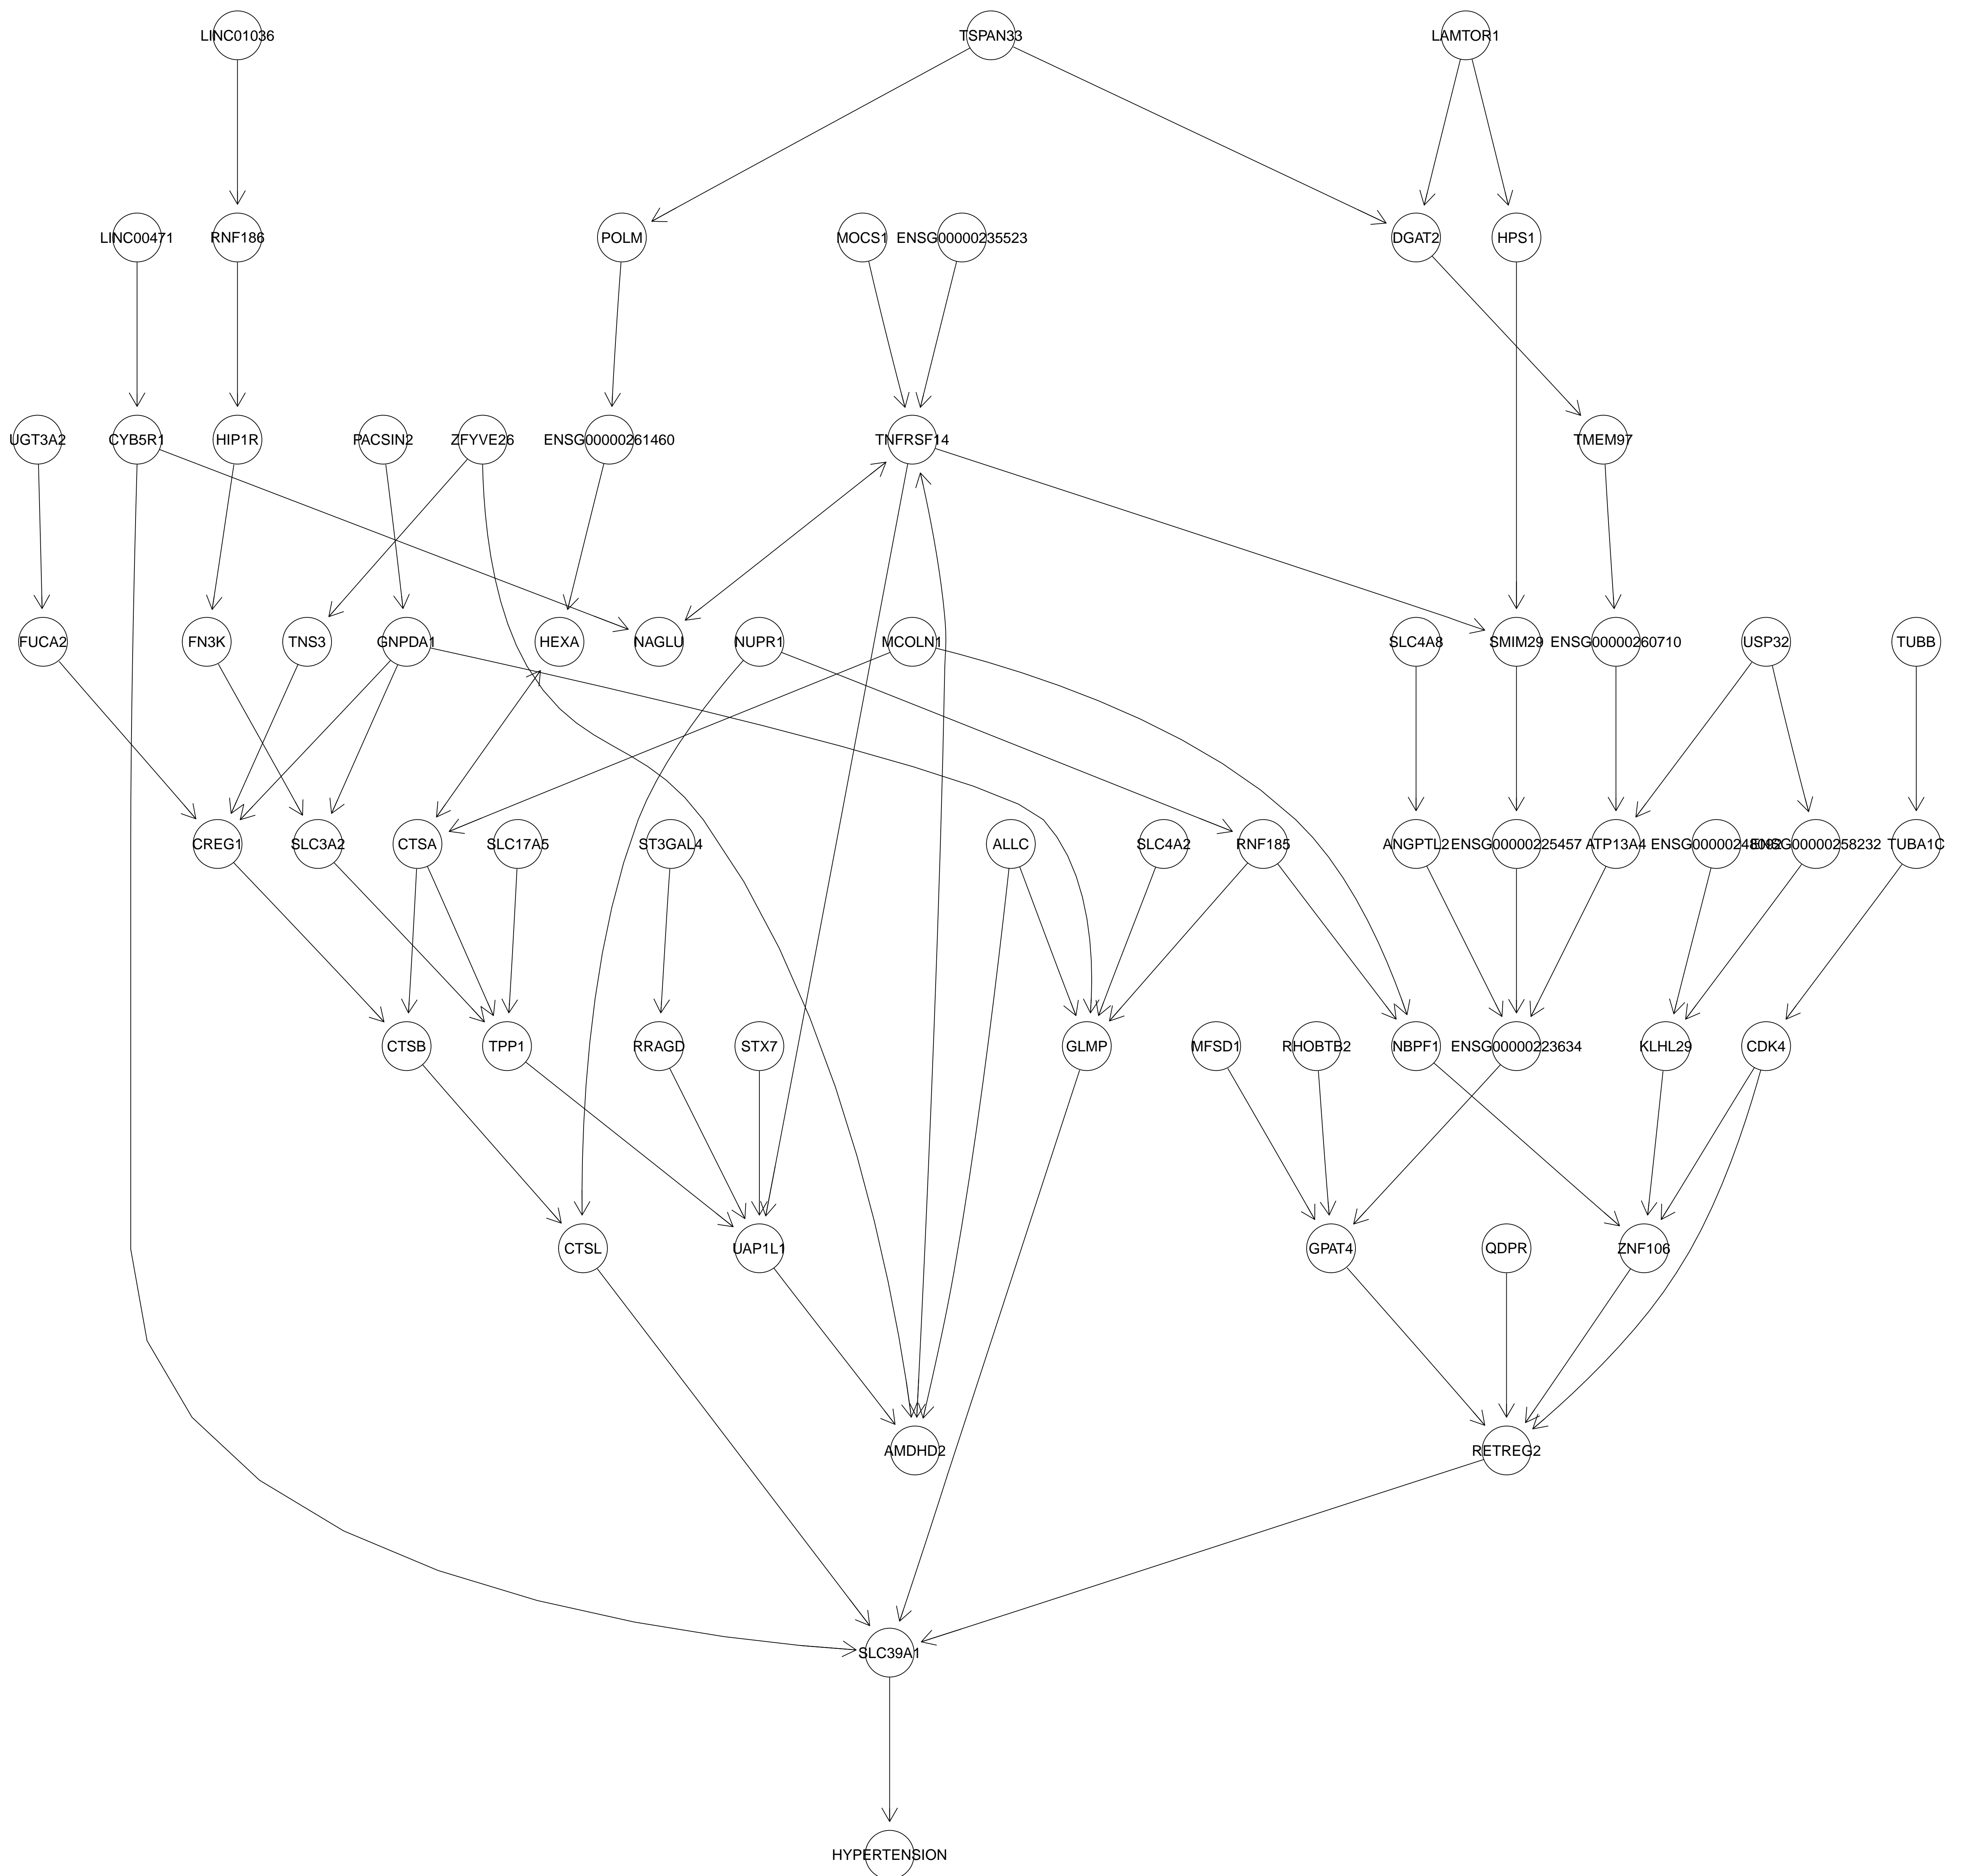 LINC01036
TSPAN33
LAMTOR1
LINC00471
RNF186
POLM
MOCS1
ENSG00000235523
DGAT2
HPS1
UGT3A2
CYB5R1
HIP1R
PACSIN2
ZFYVE26
ENSG00000261460
TNFRSF14
TMEM97
FUCA2
FN3K
TNS3
GNPDA1
HEXA
NAGLU
NUPR1
MCOLN1
SLC4A8
SMIM29
ENSG00000260710
USP32
TUBB
CREG1
SLC3A2
CTSA
SLC17A5
ST3GAL4
ALLC
SLC4A2
RNF185
ANGPTL2
ENSG00000225457
ATP13A4
ENSG00000248092
ENSG00000258232
TUBA1C
CTSB
TPP1
RRAGD
STX7
GLMP
MFSD1
RHOBTB2
NBPF1
ENSG00000223634
KLHL29
CDK4
CTSL
UAP1L1
GPAT4
QDPR
ZNF106
AMDHD2
RETREG2
SLC39A1
HYPERTENSION